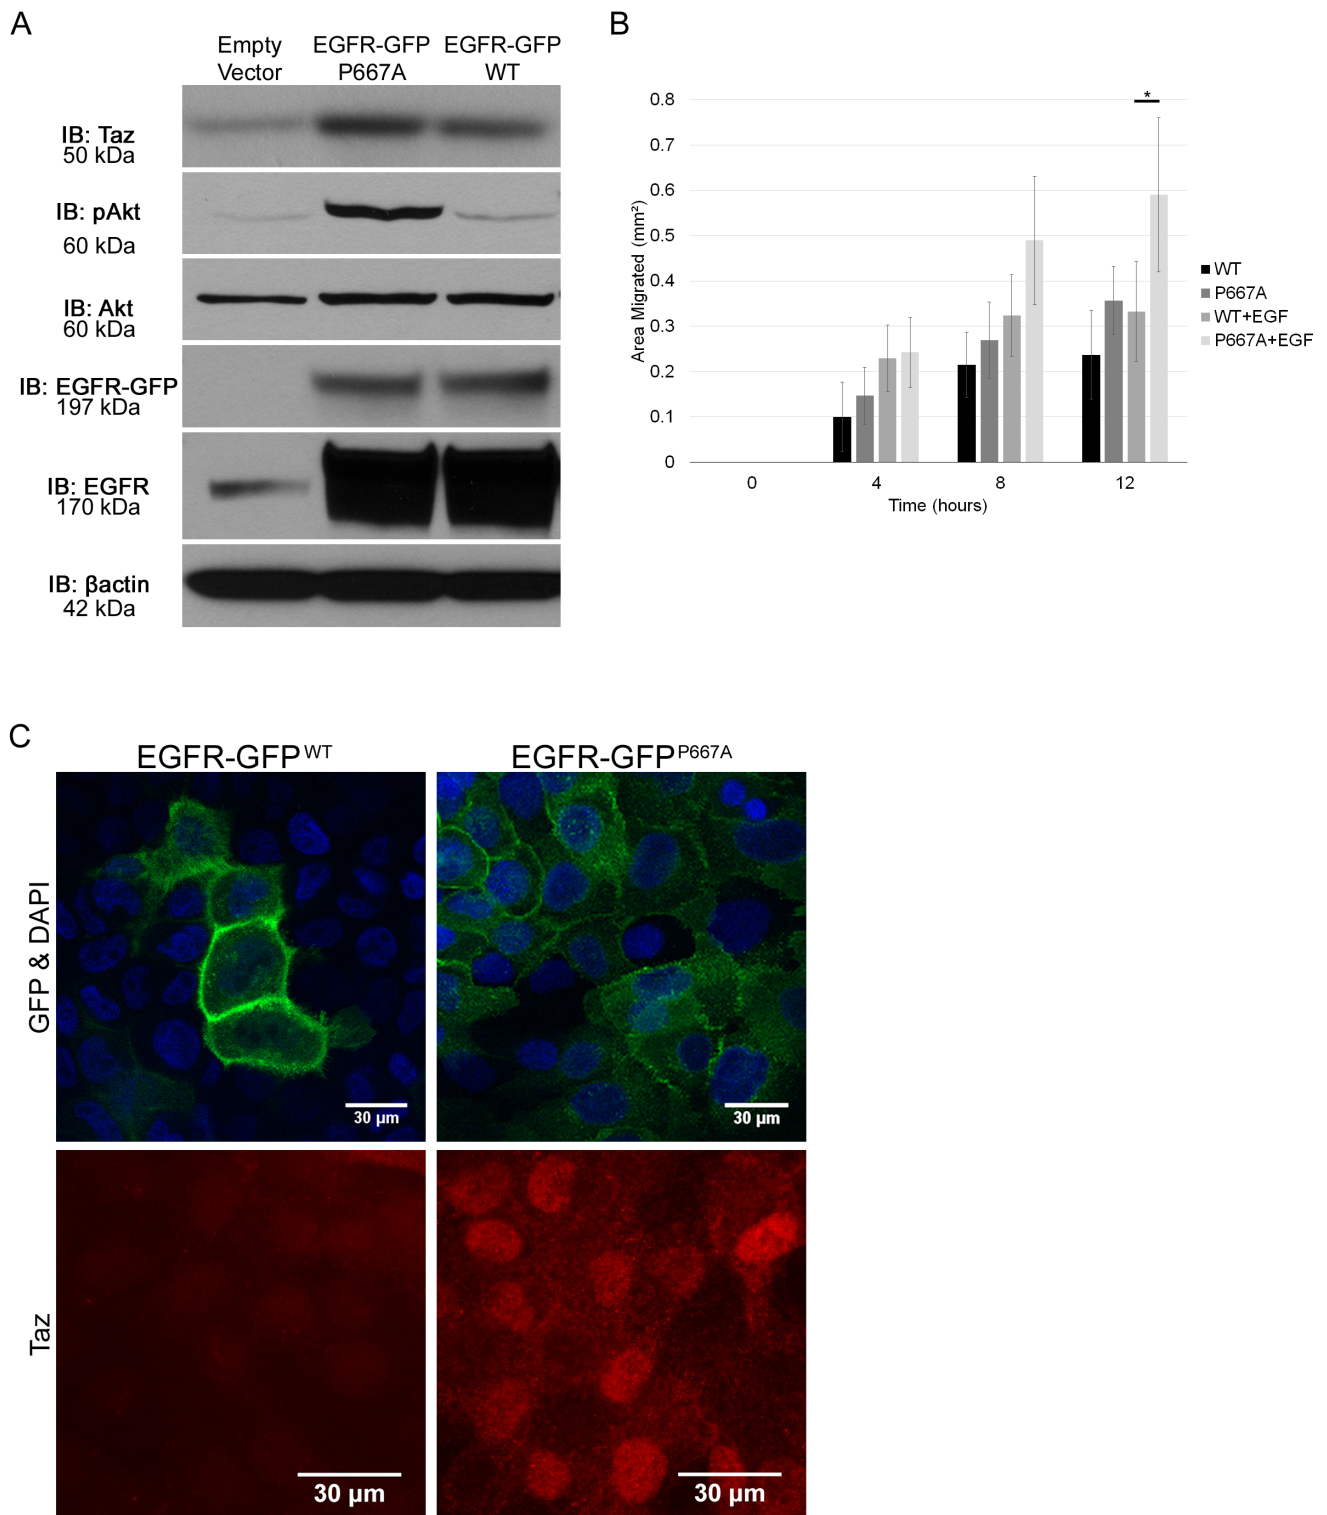 A
Empty Vector
EGFR-GFP P667A
EGFR-GFP WT
IB: Taz
50 kDa
IB: pAkt
60 kDa
IB: Akt
60 kDa
IB: EGFR-GFP
197 kDa
IB: EGFR
170 kDa
IB: βactin
42 kDa
B
*
0.8
0.7
0.6
0.5
0.4
0.3
0.2
0.1
0
Area Migrated (mm²)
0 4 8 12
Time (hours)
WT
P667A
WT+EGF
P667A+EGF
C
EGFR-GFP WT
EGFR-GFP P667A
GFP & DAPI
30 µm
30 µm
Taz
30 µm
30 µm